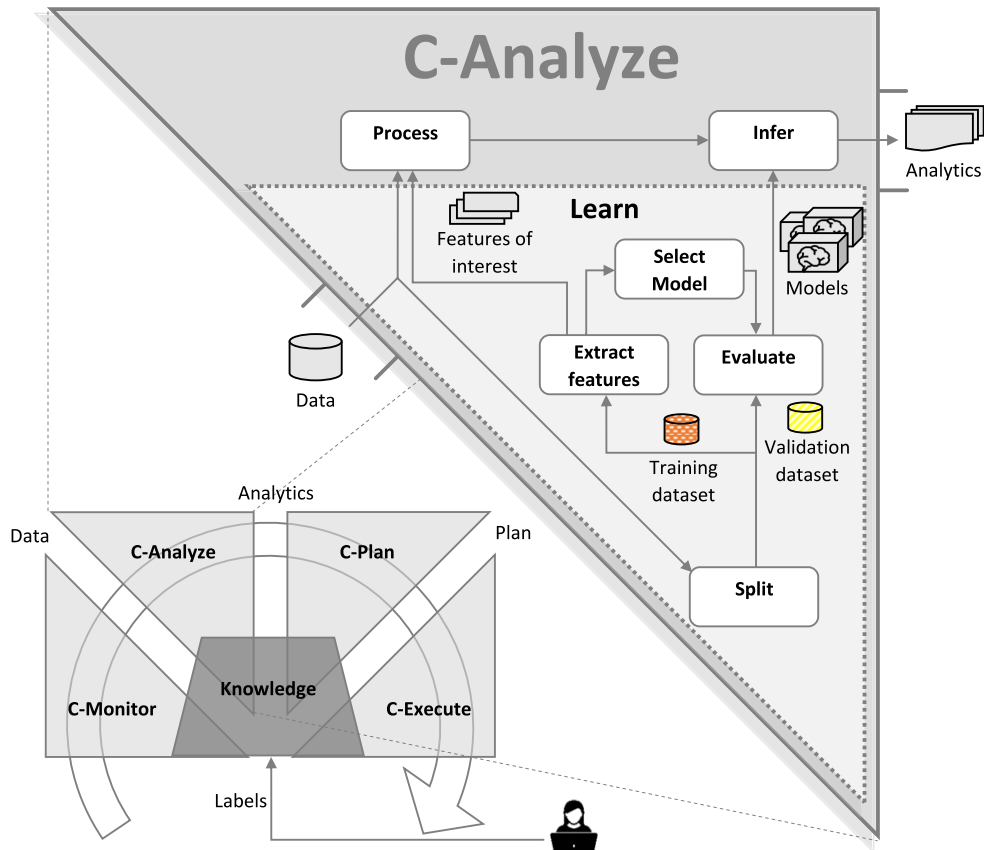 C-Analyze
Process
Infer
Analytics
Learn
Features of
interest
Select
Model
Models
Extract
features
Evaluate
Data
Training
dataset
Validation
dataset
Split
Analytics
Data
C-Analyze
C-Plan
Plan
Knowledge
C-Monitor
C-Execute
Labels